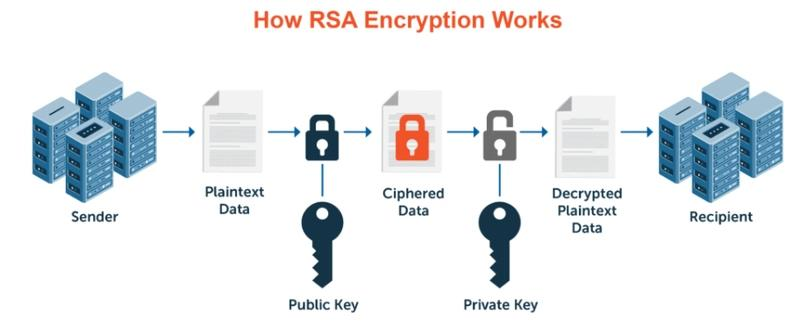 How RSA Encryption Works
Sender
Plaintext
Data
Public Key
Ciphered
Data
Private Key
Decrypted
Plaintext
Data
Recipient